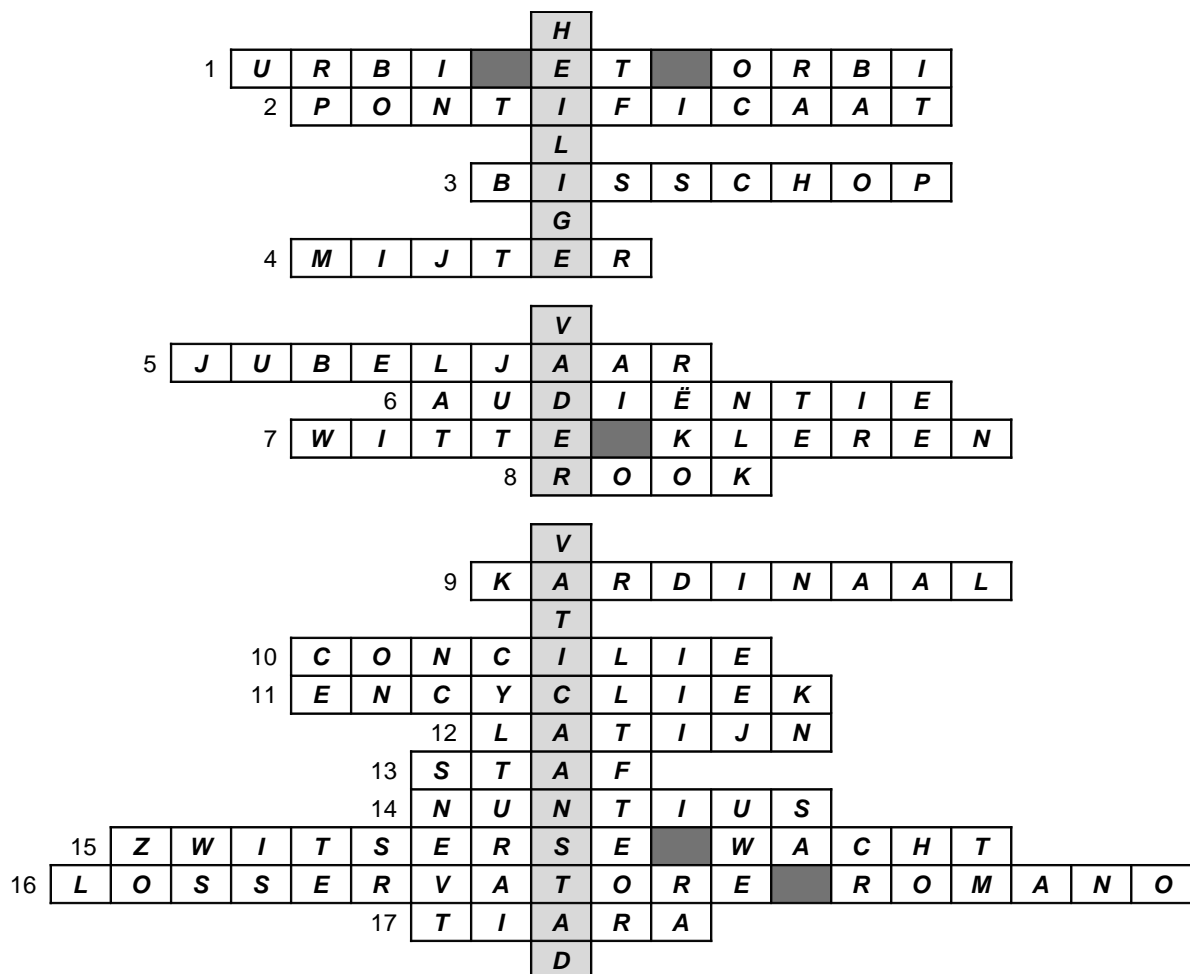 H
1 U R B I E T O R B I
2 P O N T I F I C A A T
L
3 B I S S C H O P
G
4 M I J T E R
V
5 J U B E L J A A R
6 A U D I Ë N T I E
7 W I T T E K L E R E N
8 R O O K
V
9 K A R D I N A A L
T
10 C O N C I L I E
11 E N C Y C L I E K
12 L A T I J N
13 S T A F
14 N U N T I U S
15 Z W I T S E R S E W A C H T
16 L O S S E R V A T O R E R O M A N O
17 T I A R A
D